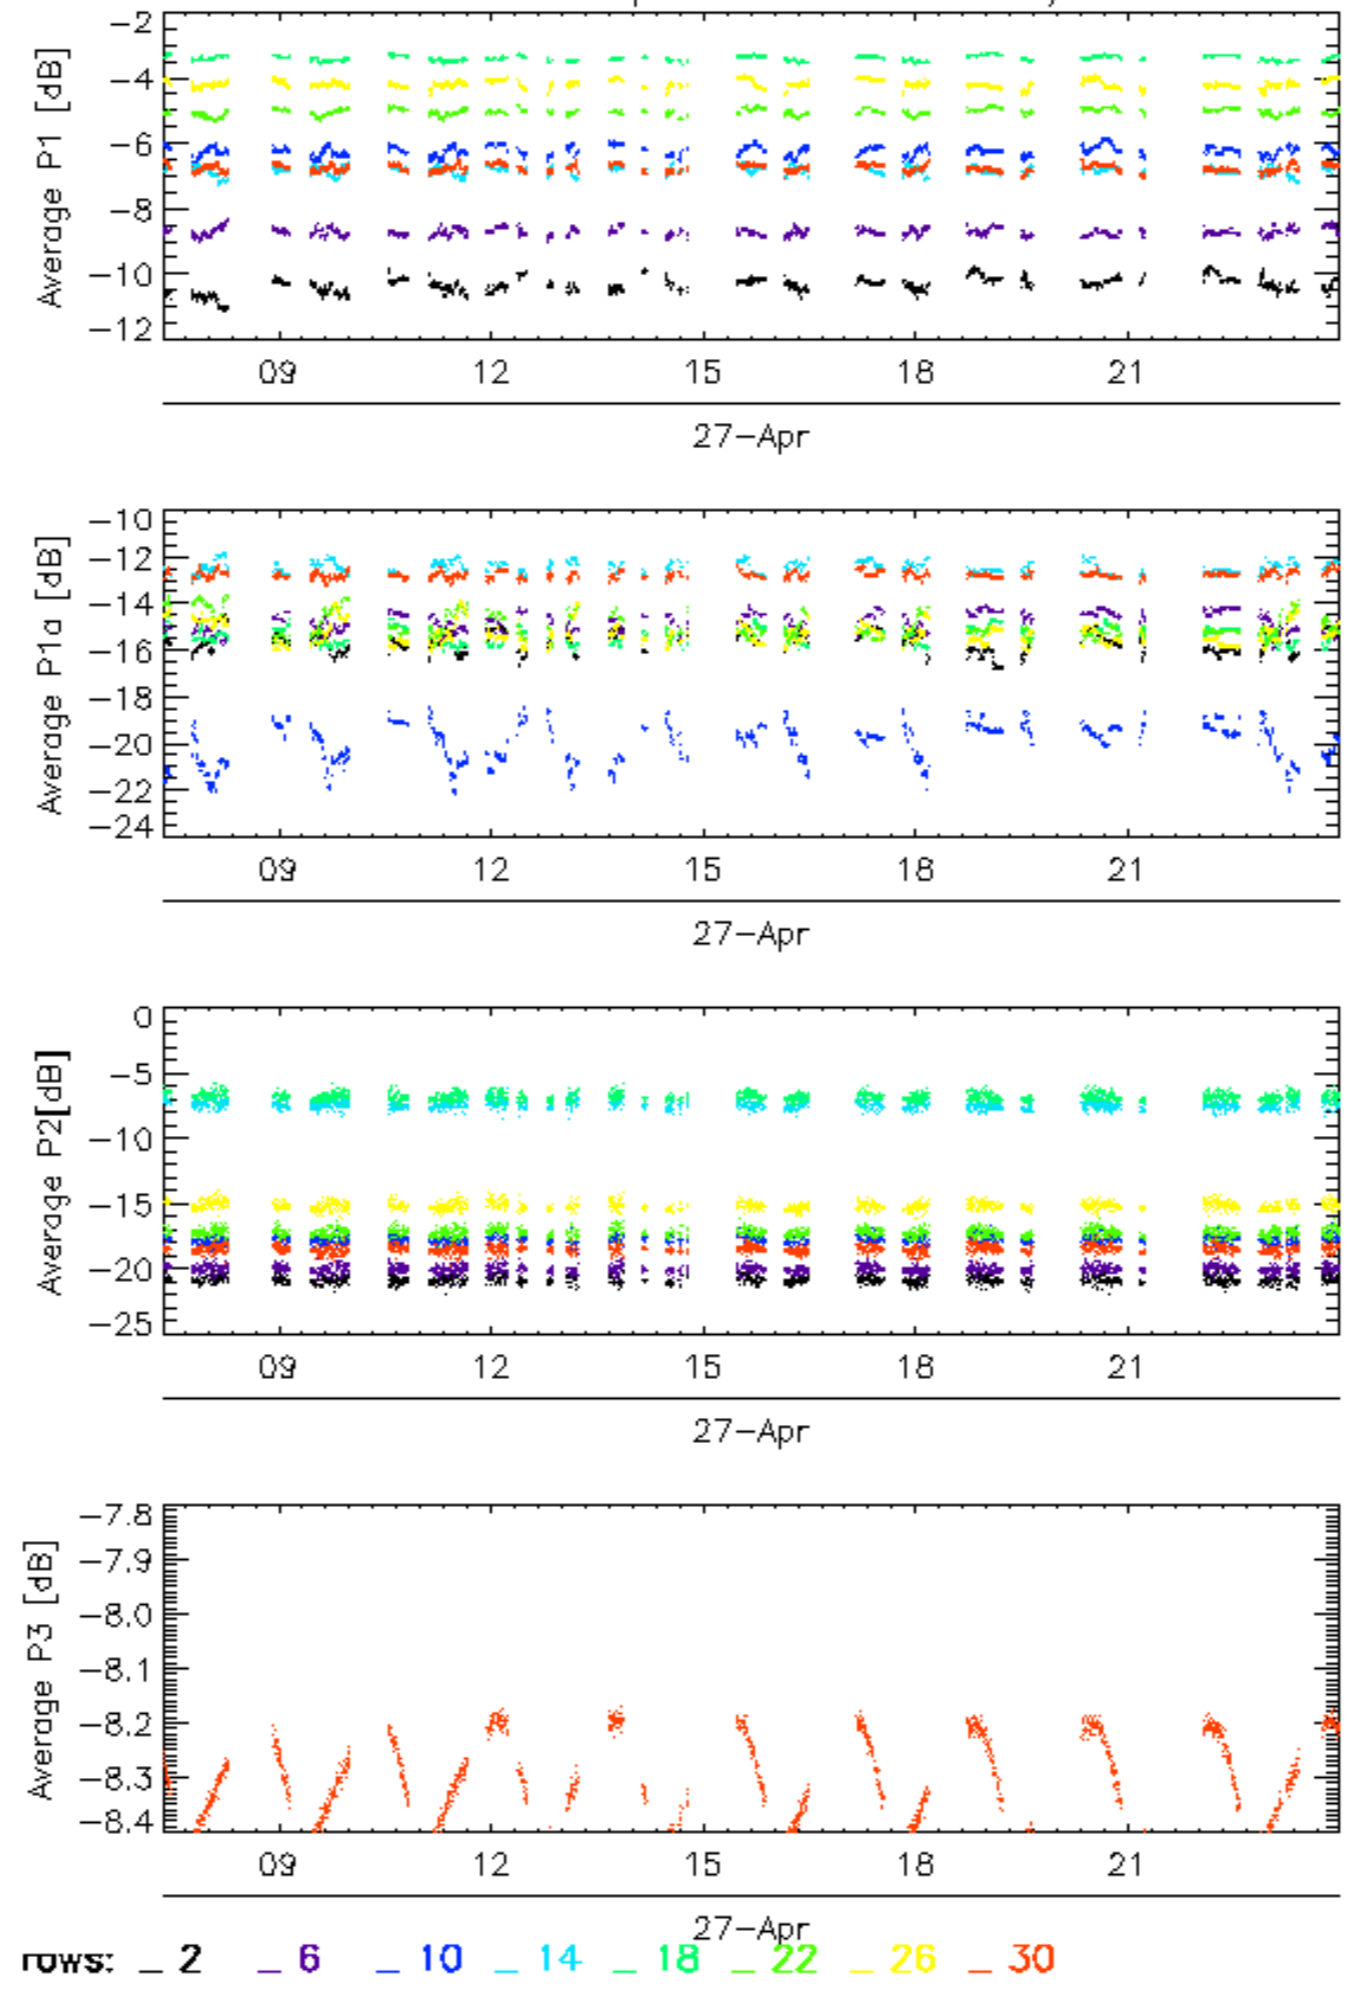 Average P1 [dB]
−2
−4
−6
−8
−10
−12
09 12 15 18 21
27−Apr
Average P1a [dB]
−10
−12
−14
−16
−18
−20
−22
−24
09 12 15 18 21
27−Apr
Average P2[dB]
0
−5
−10
−15
−20
−25
09 12 15 18 21
27−Apr
Average P3 [dB]
−7.8
−7.9
−8.0
−8.1
−8.2
−8.3
−8.4
09 12 15 18 21
27−Apr
rows: _ 2 _ 6 _ 10 _ 14 _ 18 _ 22 _ 26 _ 30